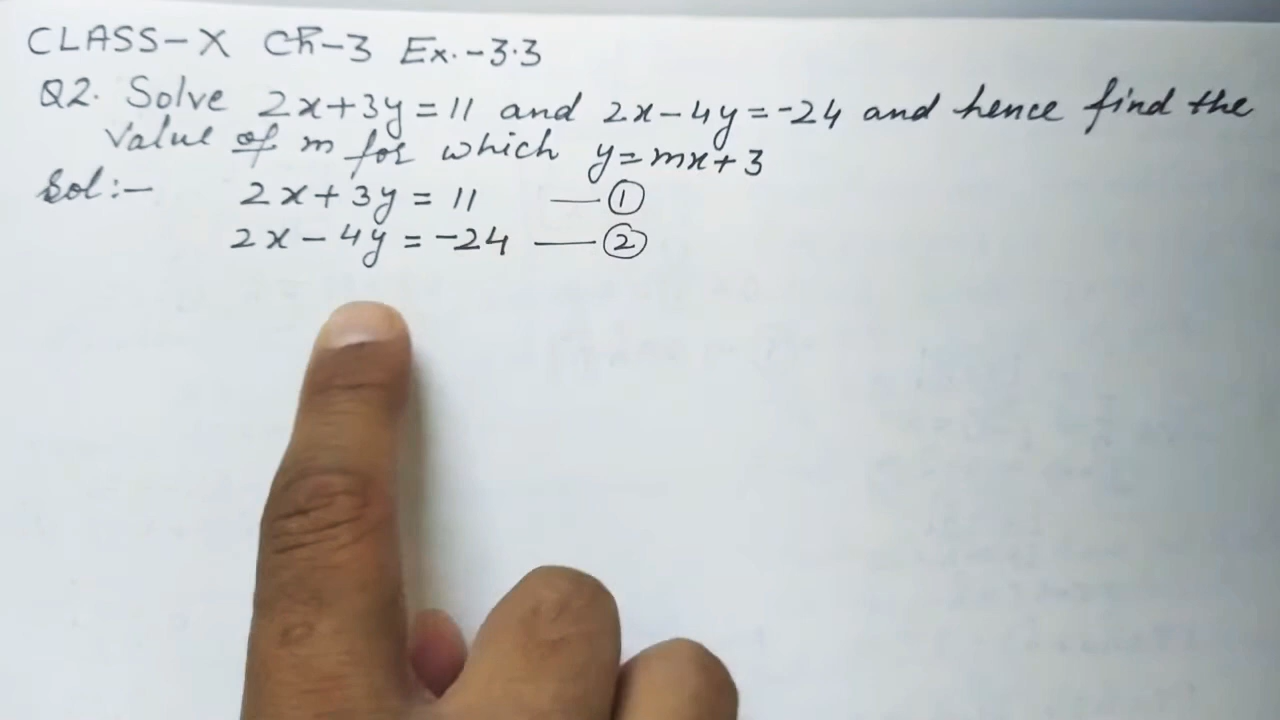 CLASS-X Ch-3 Ex.-3.3
Q2. Solve 2x+3y=11 and 2x-4y=-24 and hence find the
value of m for which y=mx+3
Sol:- 2x+3y=11 —①
2x-4y=-24 —②